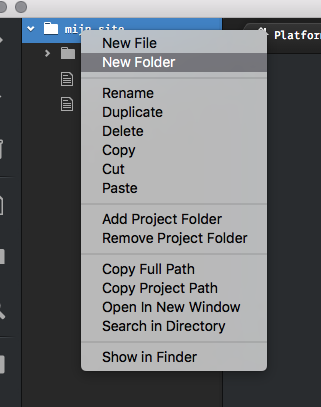 mijn site
Platform
New File
New Folder
Rename
Duplicate
Delete
Copy
Cut
Paste
Add Project Folder
Remove Project Folder
Copy Full Path
Copy Project Path
Open In New Window
Search in Directory
Show in Finder